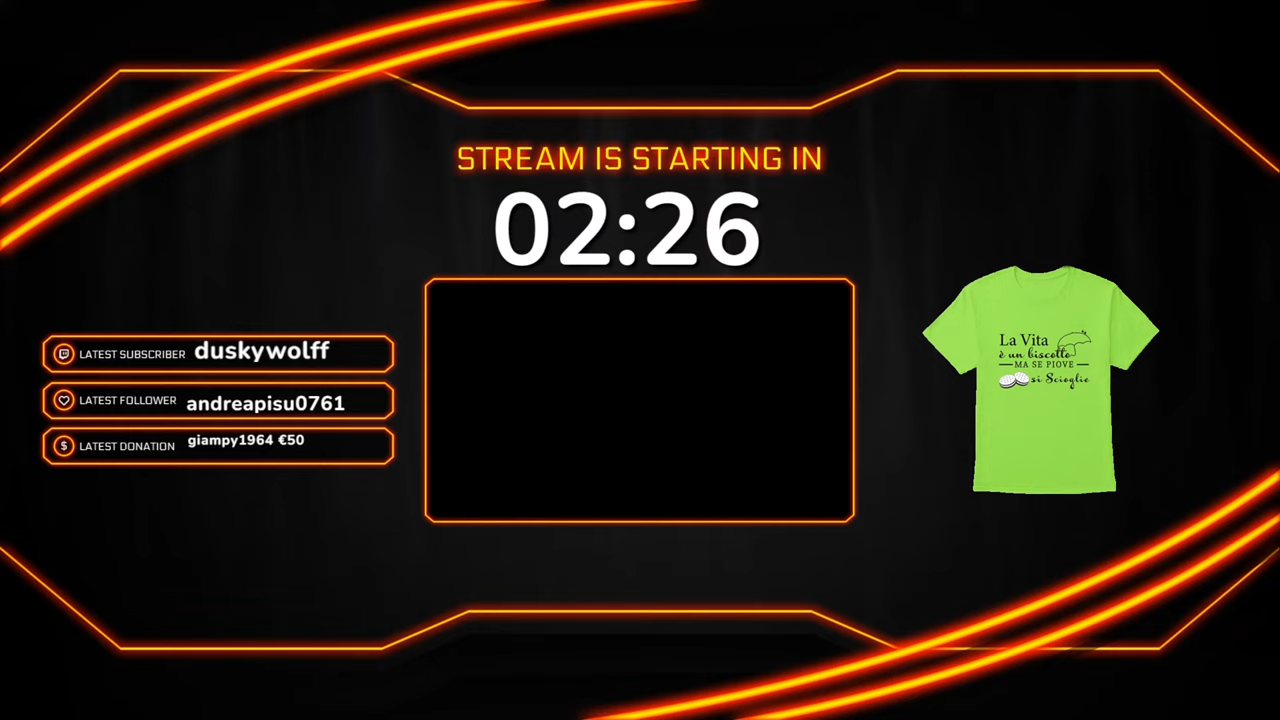 STREAM IS STARTING IN
02:26
LATEST SUBSCRIBER duskywolff
LATEST FOLLOWER andreapisu0761
$ LATEST DONATION giampy1964 €50
La Vita
è un biscotto
MA SE PIOVE
si Scioglie